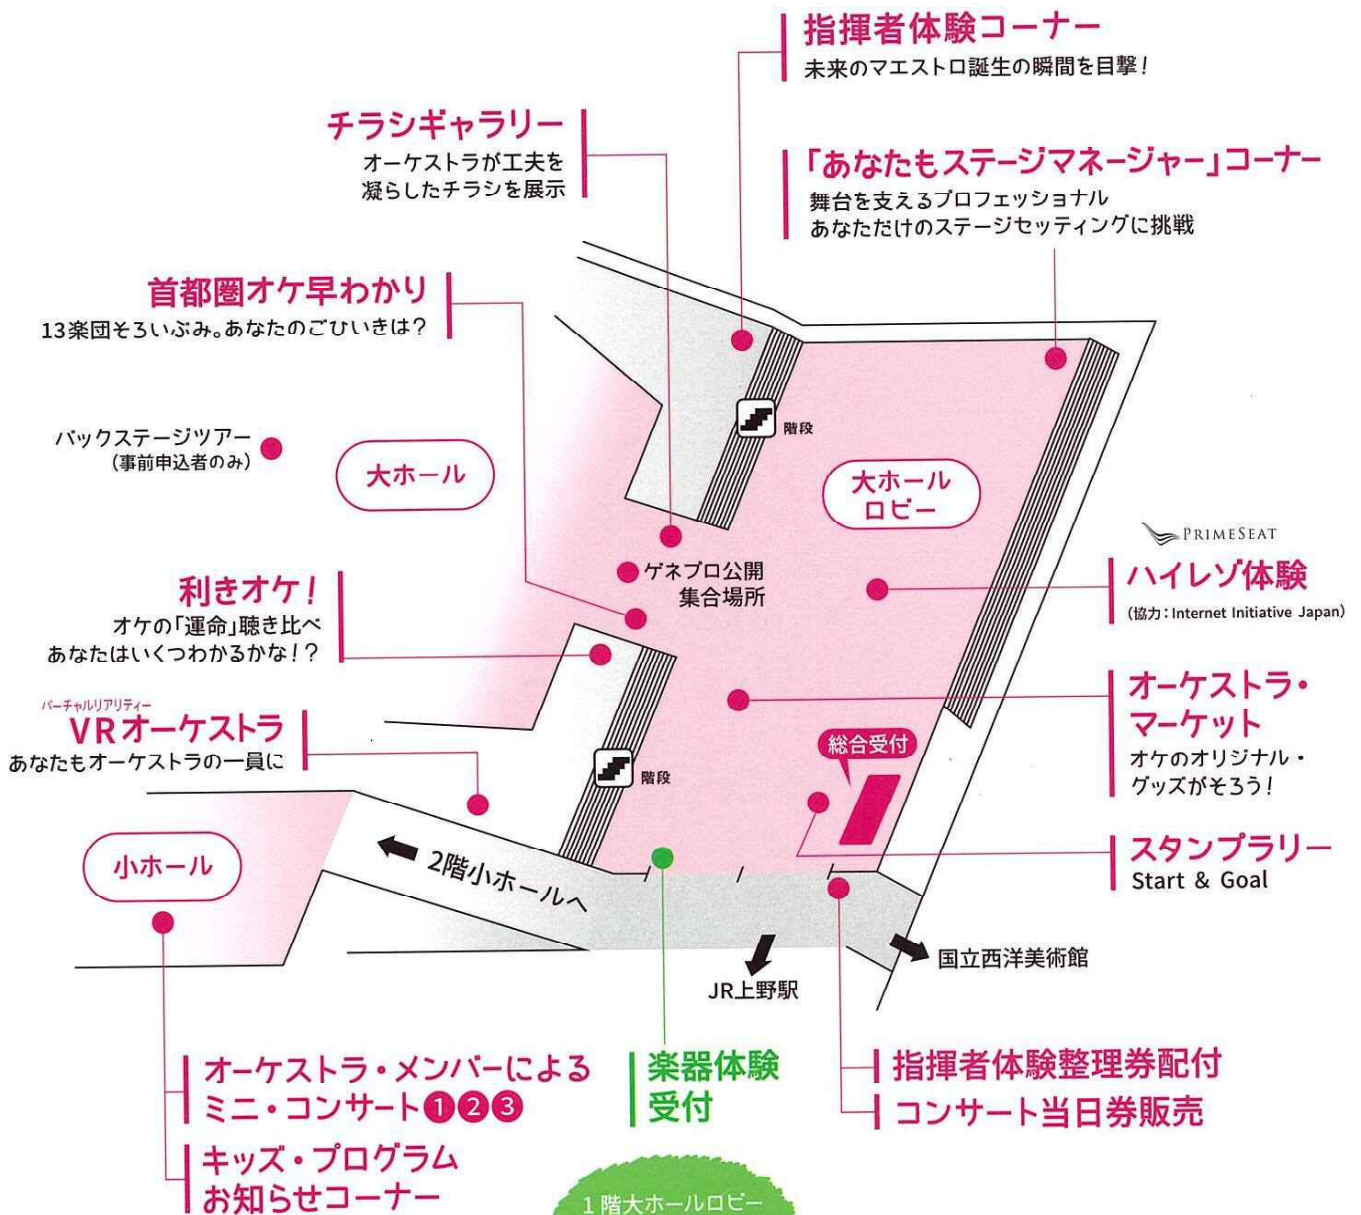 指揮者体験コーナー
未来のマエストロ誕生の瞬間を目撃！
チラシギャラリー
オーケストラが工夫を
凝らしたチラシを展示
「あなたもステージマネージャー」コーナー
舞台を支えるプロフェッショナル
あなただけのステージセッティングに挑戦
首都圏オケ早わかり
13楽団そろいぶみ。あなたのごひいきは？
階段
バックステージツアー
（事前申込者のみ）
大ホール
大ホール
ロビー
PRIMESEAT
ハイレゾ体験
（協力：Internet Initiative Japan）
ゲネプロ公開
集合場所
利きオケ！
オケの「運命」聴き比べ
あなたはいくつわかるかな！？
オーケストラ・
マーケット
オケのオリジナル・
グッズがそろう！
バーチャルリアリティー
VRオーケストラ
あなたもオーケストラの一員に
総合受付
階段
スタンプラリー
Start & Goal
小ホール
2階小ホールへ
国立西洋美術館
JR上野駅
オーケストラ・メンバーによる
ミニ・コンサート❶❷❸
キッズ・プログラム
お知らせコーナー
楽器体験
受付
指揮者体験整理券配付
コンサート当日券販売
1階大ホールロビー